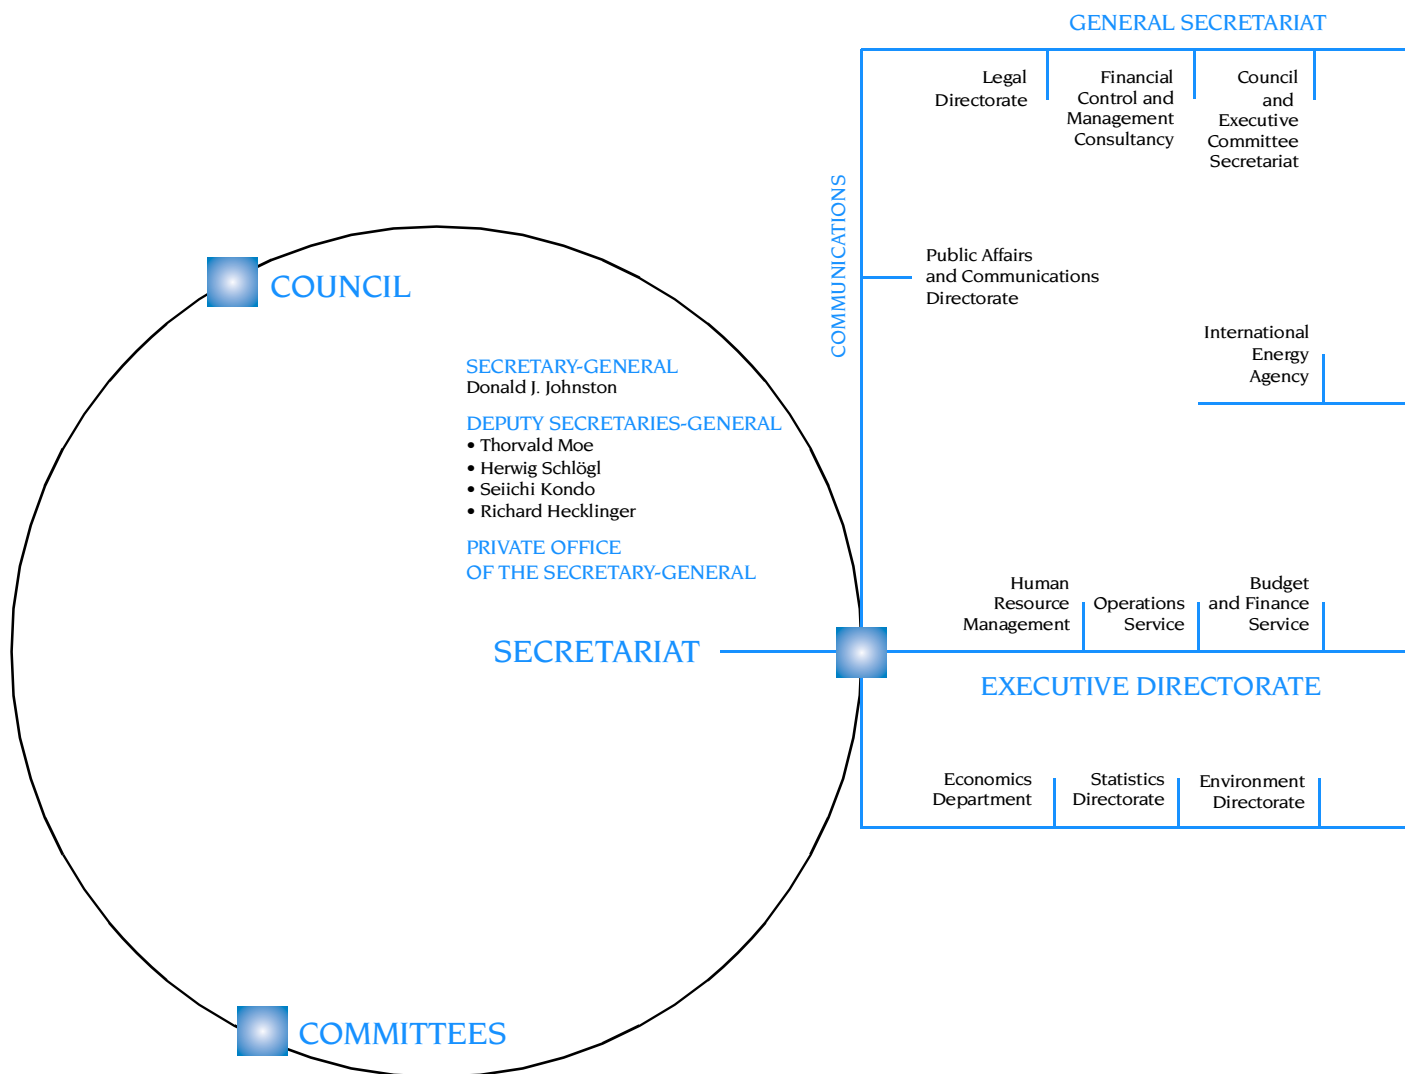 GENERAL SECRETARIAT
Legal
Directorate
Financial
Control and
Management
Consultancy
Council
and
Executive
Committee
Secretariat
COMMUNICATIONS
Public Affairs
and Communications
Directorate
International
Energy
Agency
COUNCIL
SECRETARY-GENERAL
Donald J. Johnston
DEPUTY SECRETARIES-GENERAL
• Thorvald Moe
• Herwig Schlögl
• Seiichi Kondo
• Richard Hecklinger
PRIVATE OFFICE
OF THE SECRETARY-GENERAL
SECRETARIAT
Human
Resource
Management
Operations
Service
Budget
and Finance
Service
EXECUTIVE DIRECTORATE
Economics
Department
Statistics
Directorate
Environment
Directorate
COMMITTEES